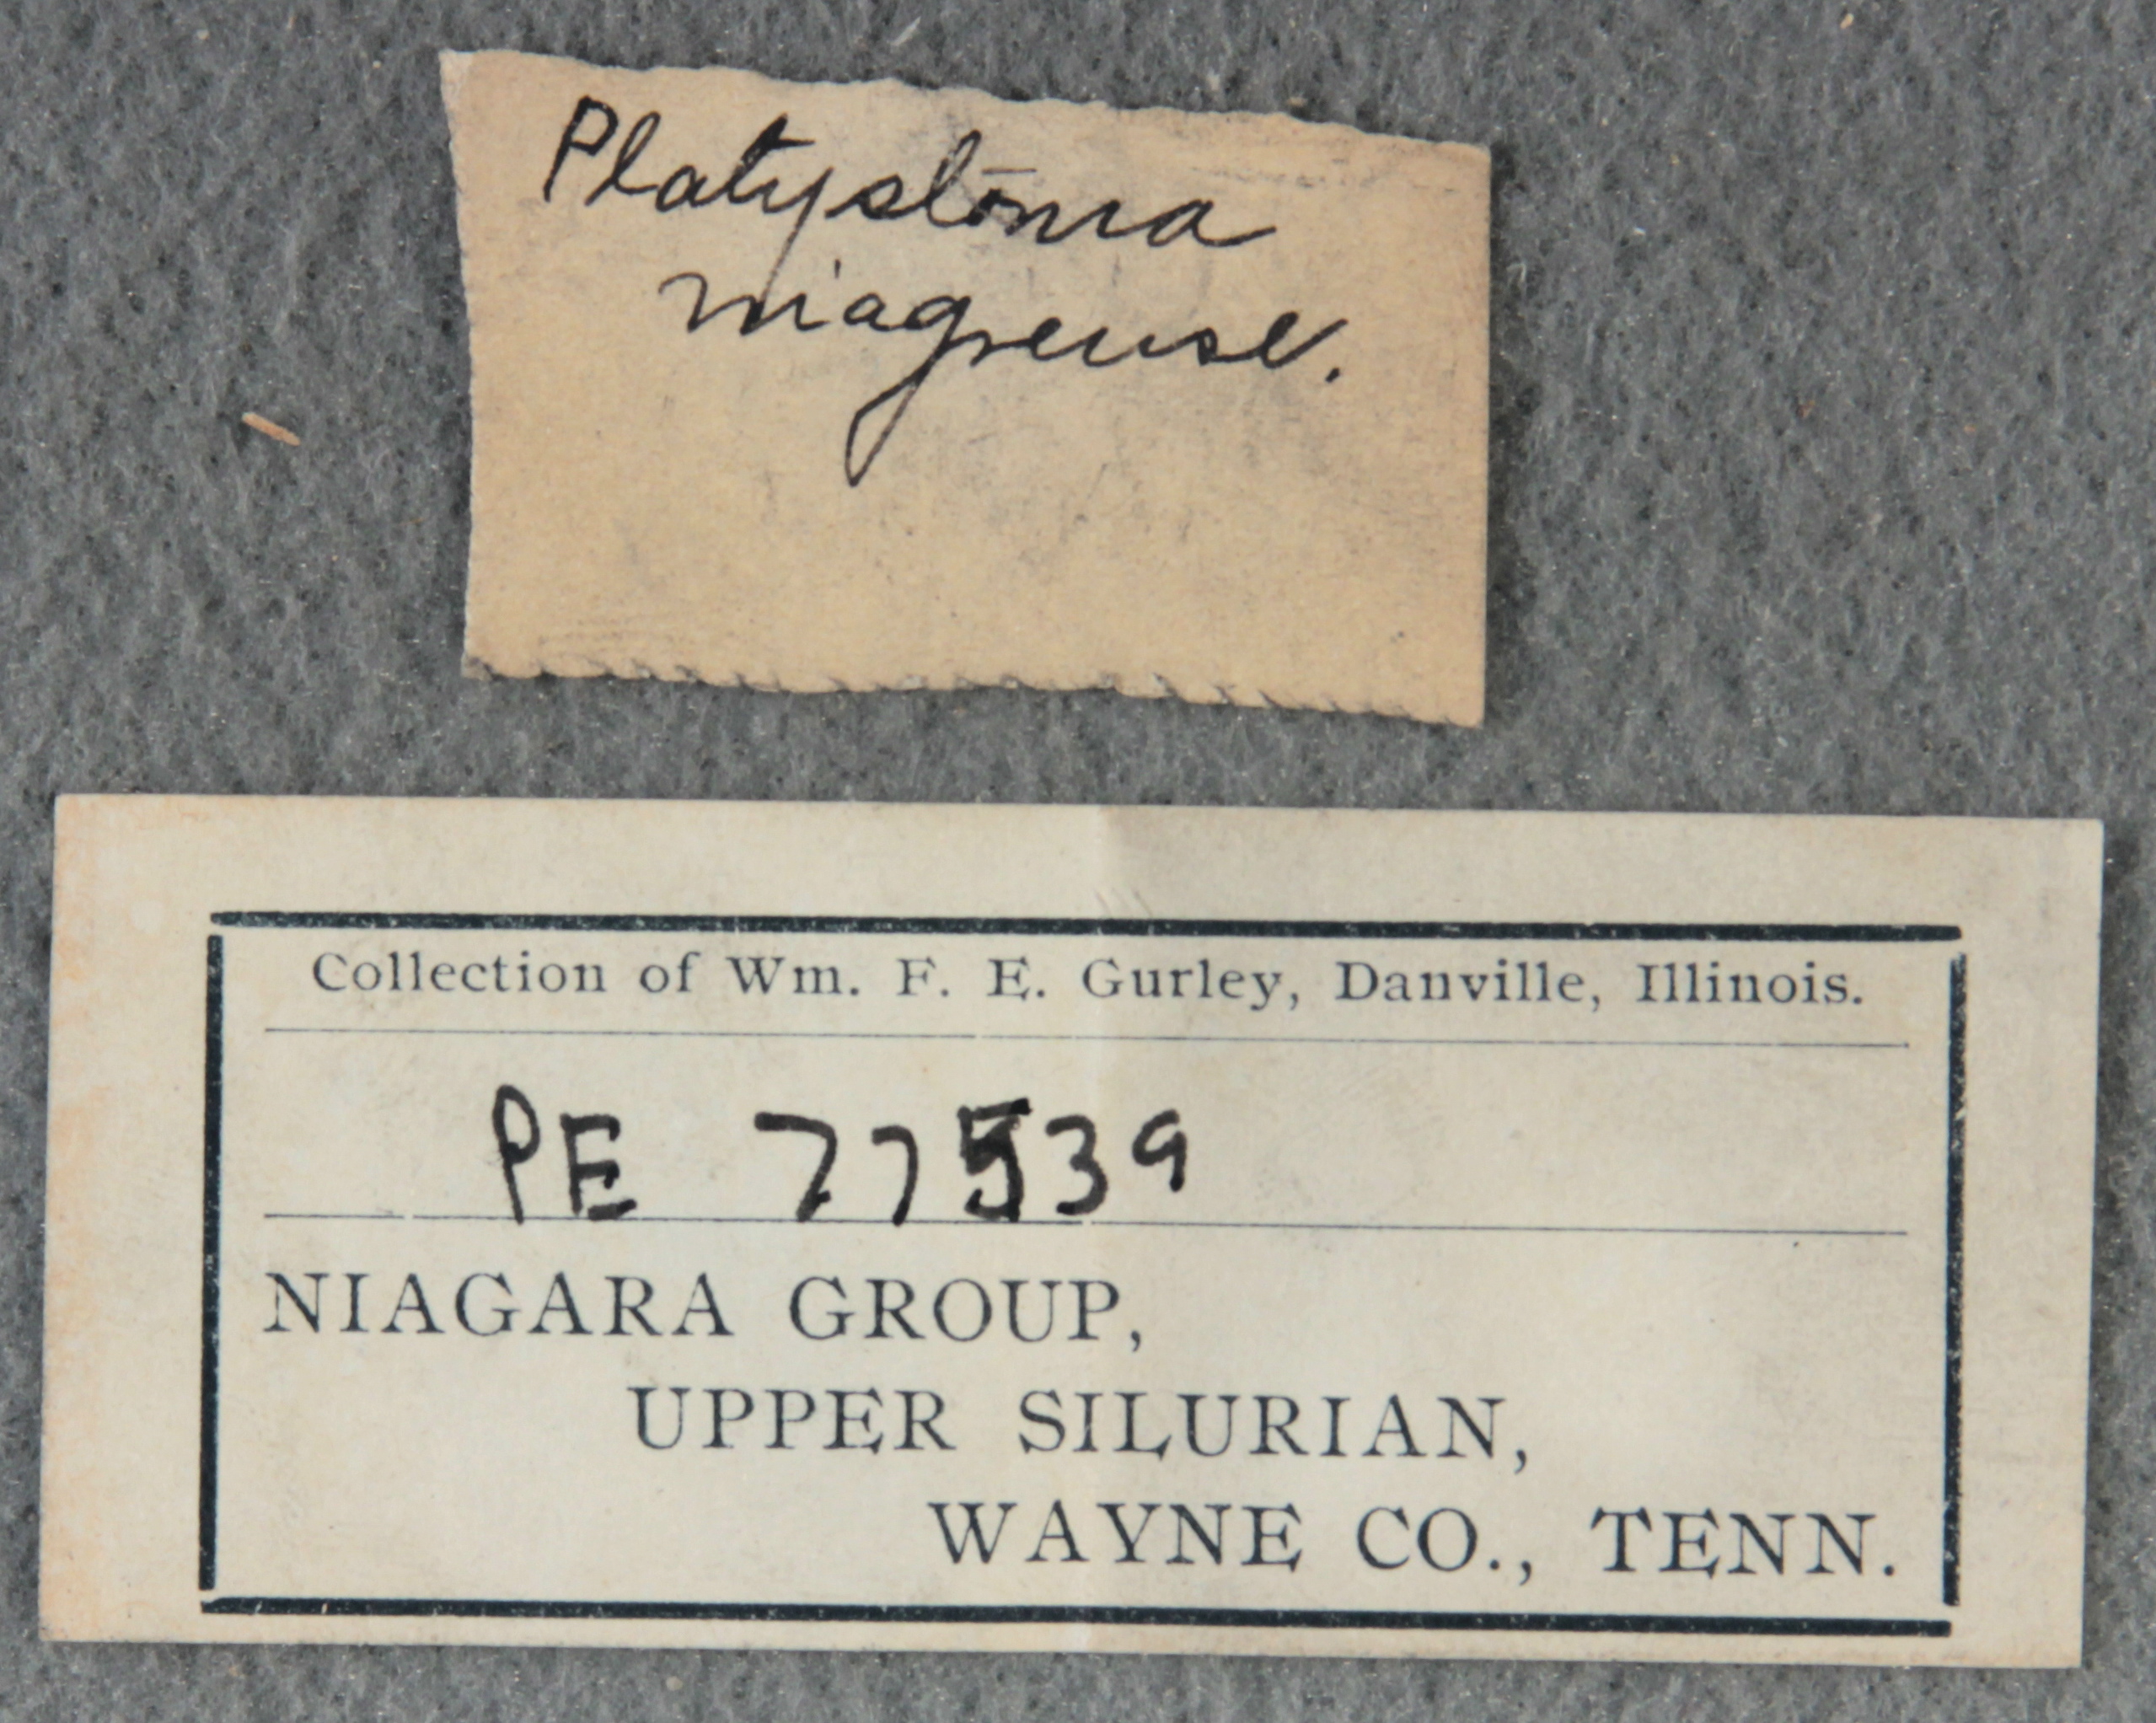 Platystoma
niagrense.
Collection of Wm. F. E. Gurley, Danville, Illinois.
PE 77539
NIAGARA GROUP,
UPPER SILURIAN,
WAYNE CO., TENN.